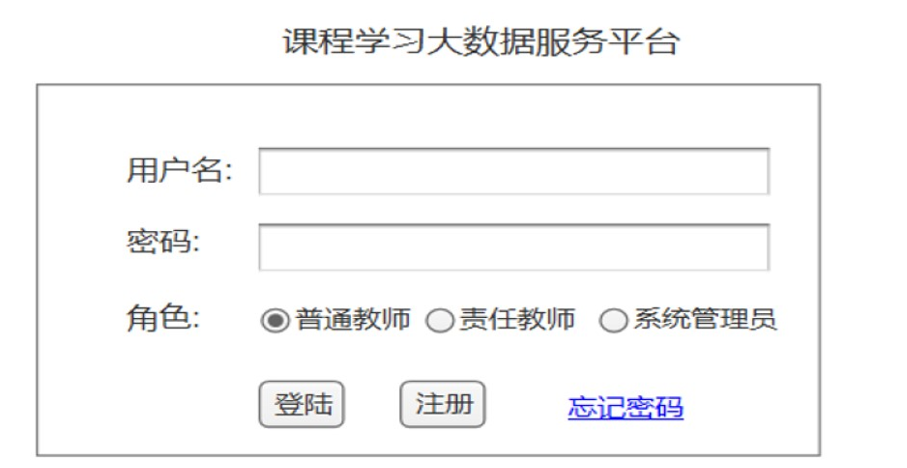 课程学习大数据服务平台
用户名:
密码:
角色: 普通教师 责任教师 系统管理员
登陆 注册 忘记密码